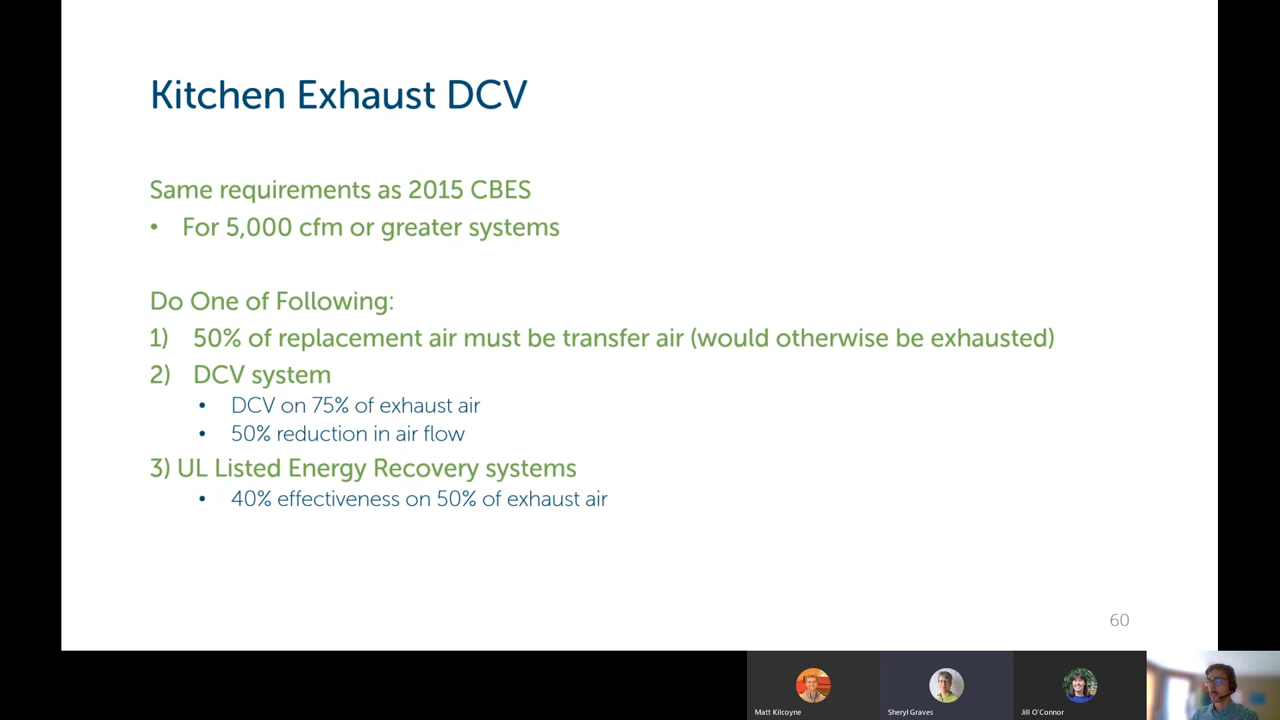 Kitchen Exhaust DCV
Same requirements as 2015 CBES
• For 5,000 cfm or greater systems
Do One of Following:
1) 50% of replacement air must be transfer air (would otherwise be exhausted)
2) DCV system
• DCV on 75% of exhaust air
• 50% reduction in air flow
3) UL Listed Energy Recovery systems
• 40% effectiveness on 50% of exhaust air
60
Matt Kilcoyne
Sheryl Graves
Jill O'Connor